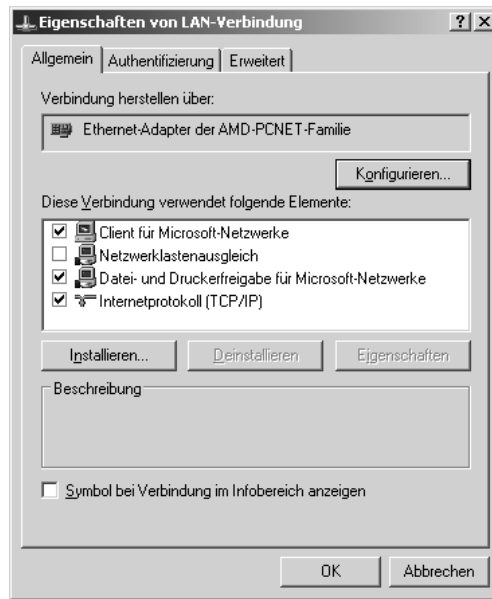 Eigenschaften von LAN-Verbindung
Allgemein Authentifizierung Erweitert
Verbindung herstellen über:
Ethernet-Adapter der AMD-PCNET-Familie
Konfigurieren...
Diese Verbindung verwendet folgende Elemente:
Client für Microsoft-Netzwerke
Netzwerklastenausgleich
Datei- und Druckerfreigabe für Microsoft-Netzwerke
Internetprotokoll (TCP/IP)
Installieren... Deinstallieren Eigenschaften
Beschreibung
Symbol bei Verbindung im Infobereich anzeigen
OK Abbrechen